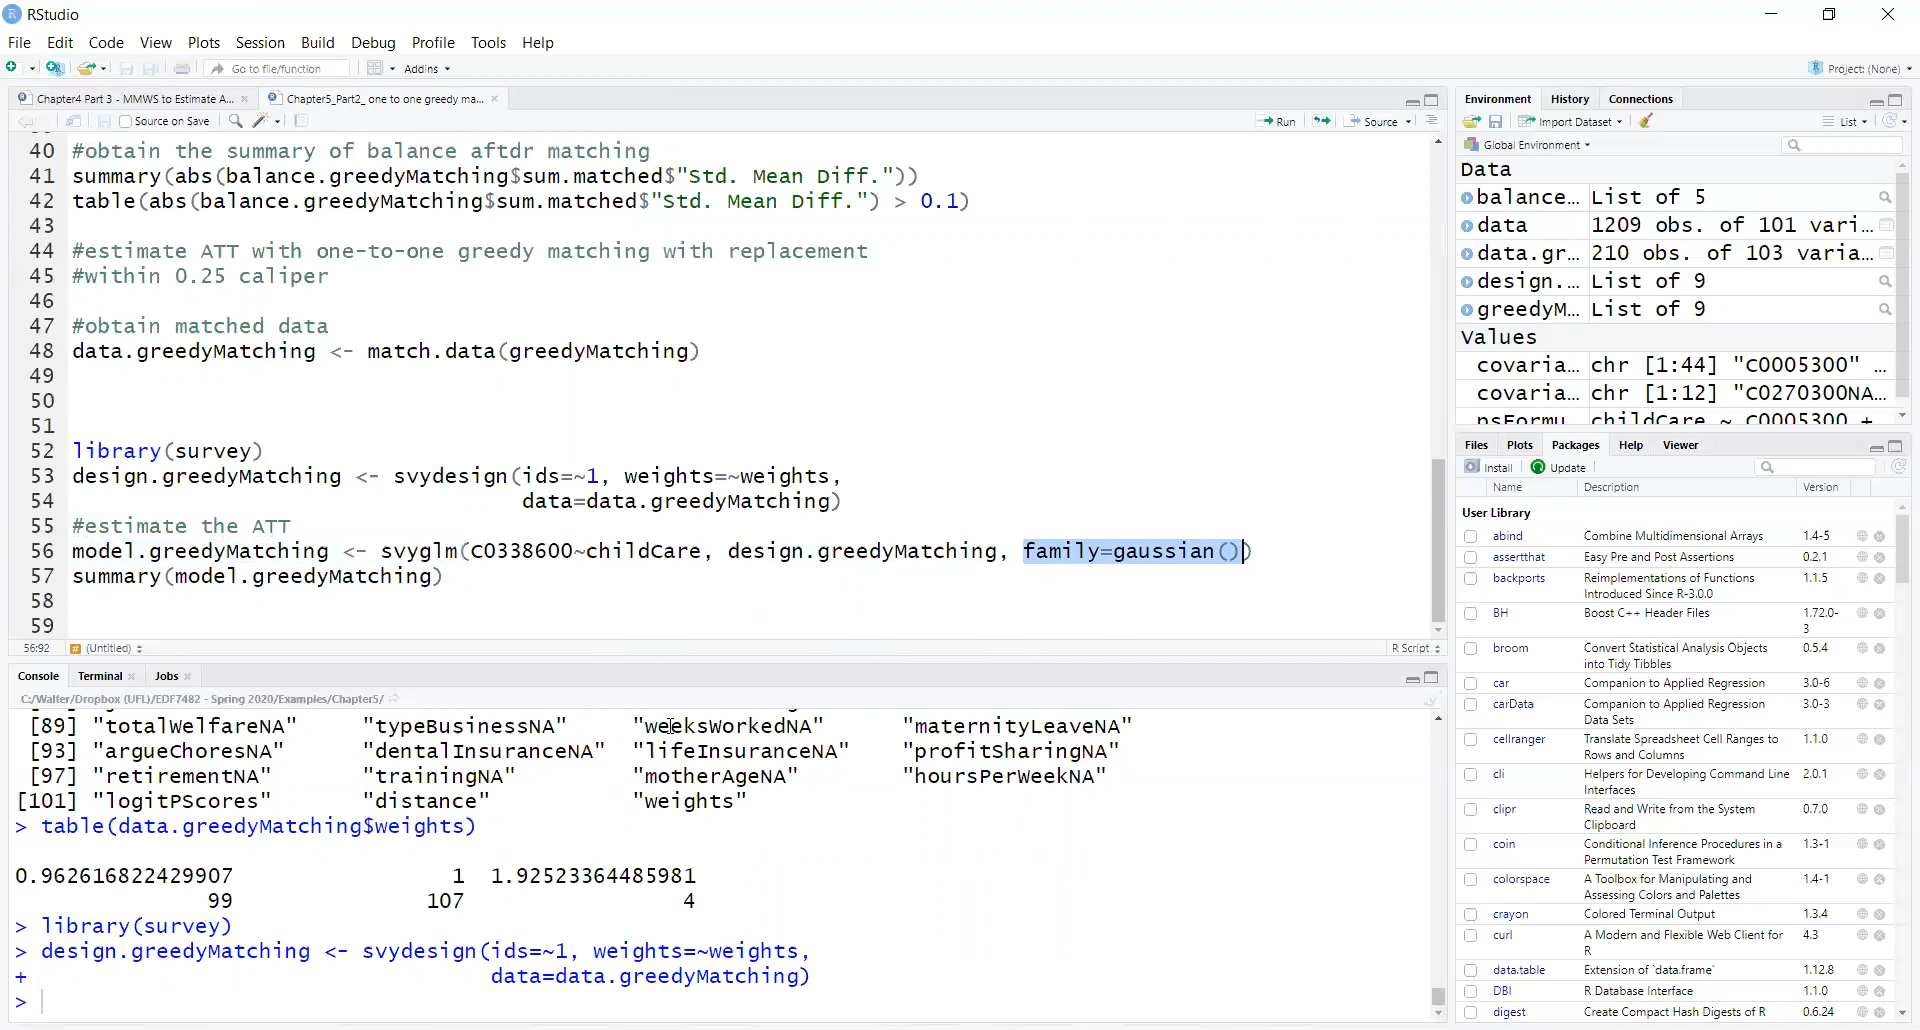 RStudio
File Edit Code View Plots Session Build Debug Profile Tools Help
Go to file/function Addins Project: (None)
Chapter4 Part 3 - MMWS to Estimate A... Chapter5_Part2_ one to one greedy ma...
Source on Save Run Source
40 #obtain the summary of balance aftdr matching
41 summary(abs(balance.greedyMatching$sum.matched$"Std. Mean Diff."))
42 table(abs(balance.greedyMatching$sum.matched$"Std. Mean Diff.") > 0.1)
43
44 #estimate ATT with one-to-one greedy matching with replacement
45 #within 0.25 caliper
46
47 #obtain matched data
48 data.greedyMatching <- match.data(greedyMatching)
49
50
51
52 library(survey)
53 design.greedyMatching <- svydesign(ids=~1, weights=~weights,
54 data=data.greedyMatching)
55 #estimate the ATT
56 model.greedyMatching <- svyglm(C0338600~childCare, design.greedyMatching, family=gaussian())
57 summary(model.greedyMatching)
58
59
56:92 # (Untitled) R Script
Console Terminal Jobs
C:/Walter/Dropbox (UFL)/EDF7482 - Spring 2020/Examples/Chapter5/
[89] "totalWelfareNA" "typeBusinessNA" "weeksWorkedNA" "maternityLeaveNA"
[93] "argueChoresNA" "dentalInsuranceNA" "lifeInsuranceNA" "profitSharingNA"
[97] "retirementNA" "trainingNA" "motherAgeNA" "hoursPerWeekNA"
[101] "logitPScores" "distance" "weights"
> table(data.greedyMatching$weights)
0.962616822429907 1 1.92523364485981
99 107 4
> library(survey)
> design.greedyMatching <- svydesign(ids=~1, weights=~weights,
+ data=data.greedyMatching)
>
Environment History Connections
Import Dataset List
Global Environment
Data
balance... List of 5
data 1209 obs. of 101 vari...
data.gr... 210 obs. of 103 varia...
design.... List of 9
greedyM... List of 9
Values
covaria... chr [1:44] "C0005300" ...
covaria... chr [1:12] "C0270300NA...
psFormu childCare ~ C0005300 +
Files Plots Packages Help Viewer
Install Update
Name Description Version
User Library
abind Combine Multidimensional Arrays 1.4-5
assertthat Easy Pre and Post Assertions 0.2.1
backports Reimplementations of Functions 1.1.5
Introduced Since R-3.0.0
BH Boost C++ Header Files 1.72.0-
3
broom Convert Statistical Analysis Objects 0.5.4
into Tidy Tibbles
car Companion to Applied Regression 3.0-6
carData Companion to Applied Regression 3.0-3
Data Sets
cellranger Translate Spreadsheet Cell Ranges to 1.1.0
Rows and Columns
cli Helpers for Developing Command Line 2.0.1
Interfaces
clipr Read and Write from the System 0.7.0
Clipboard
coin Conditional Inference Procedures in a 1.3-1
Permutation Test Framework
colorspace A Toolbox for Manipulating and 1.4-1
Assessing Colors and Palettes
crayon Colored Terminal Output 1.3.4
curl A Modern and Flexible Web Client for 4.3
R
data.table Extension of `data.frame` 1.12.8
DBI R Database Interface 1.1.0
digest Create Compact Hash Digests of R 0.6.24